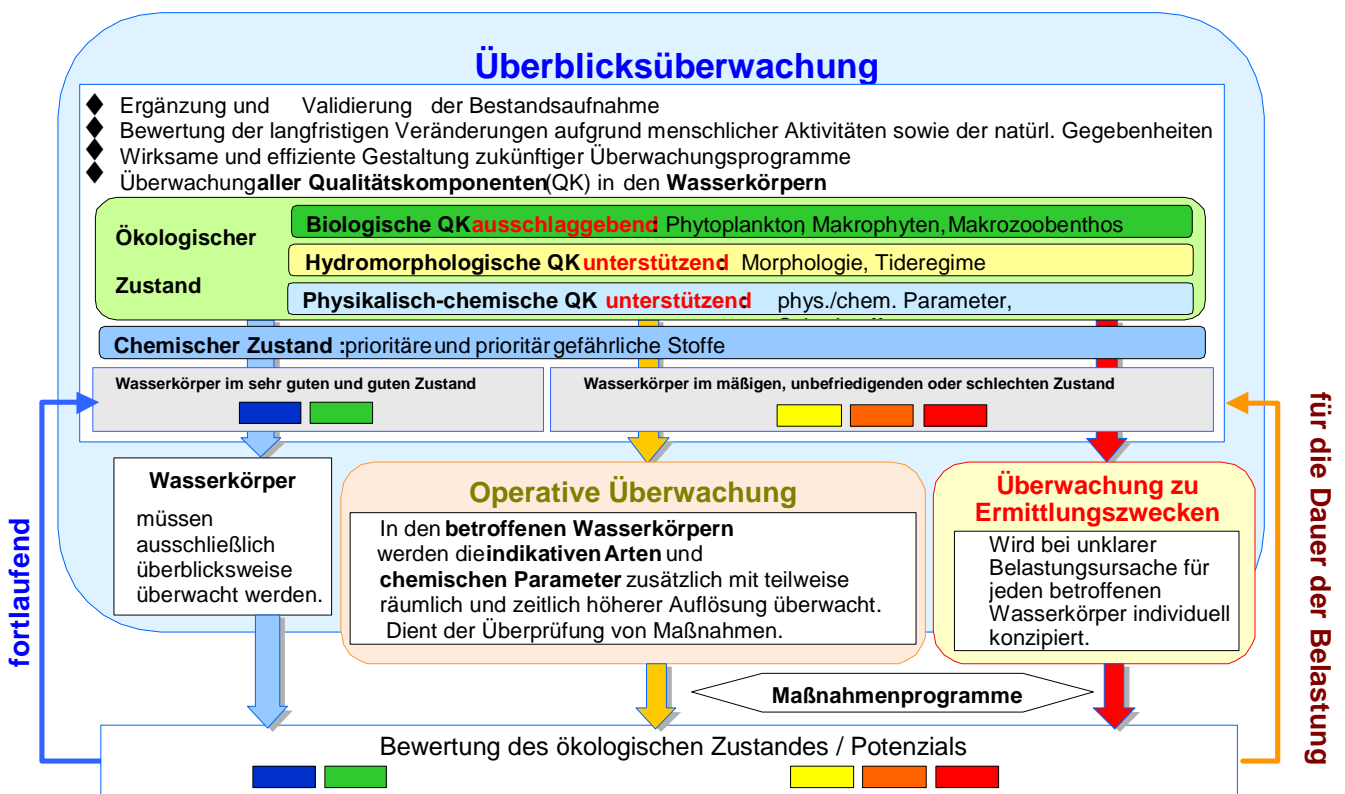 Überblicksüberwachung
Ergänzung und Validierung der Bestandsaufnahme
Bewertung der langfristigen Veränderungen aufgrund menschlicher Aktivitäten sowie der natürl. Gegebenheiten
Wirksame und effiziente Gestaltung zukünftiger Überwachungsprogramme
Überwachung aller Qualitätskomponenten (QK) in den Wasserkörpern
Ökologischer
Zustand
Biologische QK ausschlaggebend: Phytoplankton, Makrophyten, Makrozoobenthos
Hydromorphologische QK unterstützend: Morphologie, Tideregime
Physikalisch-chemische QK unterstützend: phys./chem. Parameter,
Chemischer Zustand : prioritäre und prioritär gefährliche Stoffe
Wasserkörper im sehr guten und guten Zustand
Wasserkörper im mäßigen, unbefriedigenden oder schlechten Zustand
Wasserkörper
müssen
ausschließlich
überblicksweise
überwacht werden.
Operative Überwachung
In den betroffenen Wasserkörpern
werden die indikativen Arten und
chemischen Parameter zusätzlich mit teilweise
räumlich und zeitlich höherer Auflösung überwacht.
Dient der Überprüfung von Maßnahmen.
Überwachung zu
Ermittlungszwecken
Wird bei unklarer
Belastungsursache für
jeden betroffenen
Wasserkörper individuell
konzipiert.
Maßnahmenprogramme
Bewertung des ökologischen Zustandes / Potenzials
fortlaufend
für die Dauer der Belastung